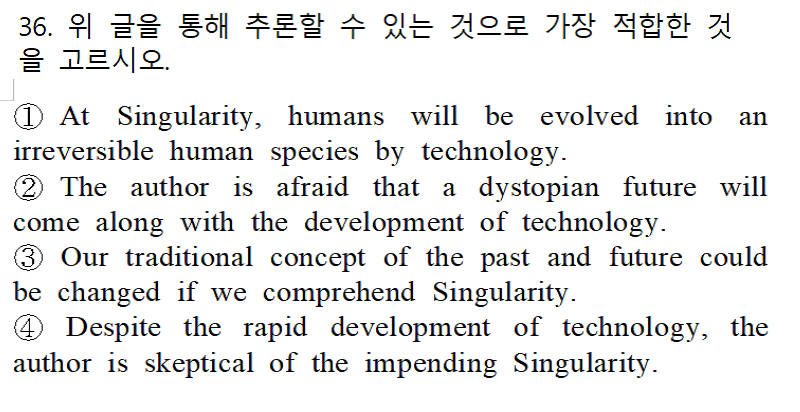 36. 위 글을 통해 추론할 수 있는 것으로 가장 적합한 것
을 고르시오.
① At Singularity, humans will be evolved into an
irreversible human species by technology.
② The author is afraid that a dystopian future will
come along with the development of technology.
③ Our traditional concept of the past and future could
be changed if we comprehend Singularity.
④ Despite the rapid development of technology, the
author is skeptical of the impending Singularity.